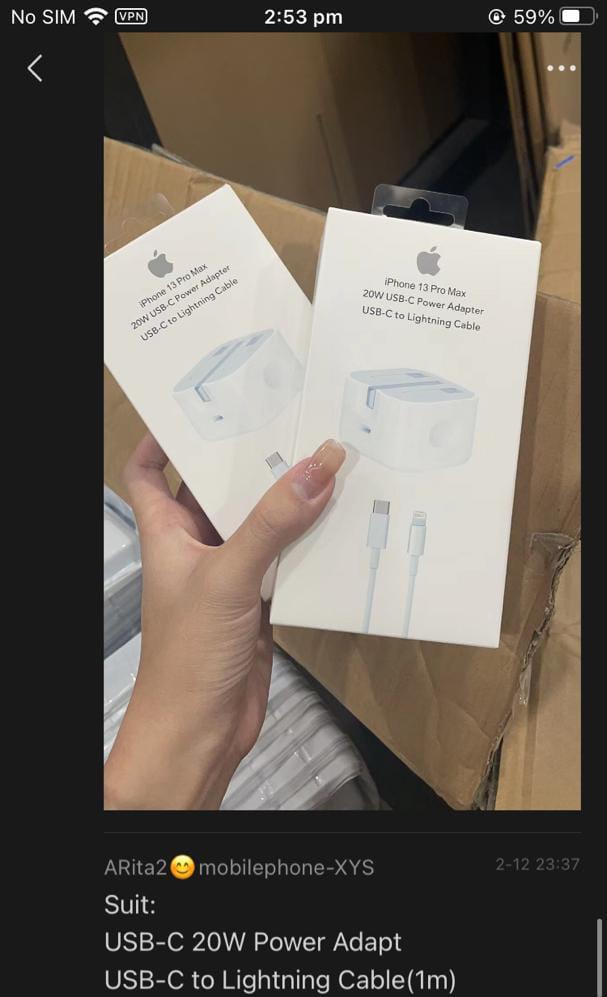 No SIM VPN 2:53 pm 59%
iPhone 13 Pro Max
20W USB-C Power Adapter
USB-C to Lightning Cable
iPhone 13 Pro Max
20W USB-C Power Adapter
USB-C to Lightning Cable
ARita2😊mobilephone-XYS 2-12 23:37
Suit:
USB-C 20W Power Adapt
USB-C to Lightning Cable(1m)